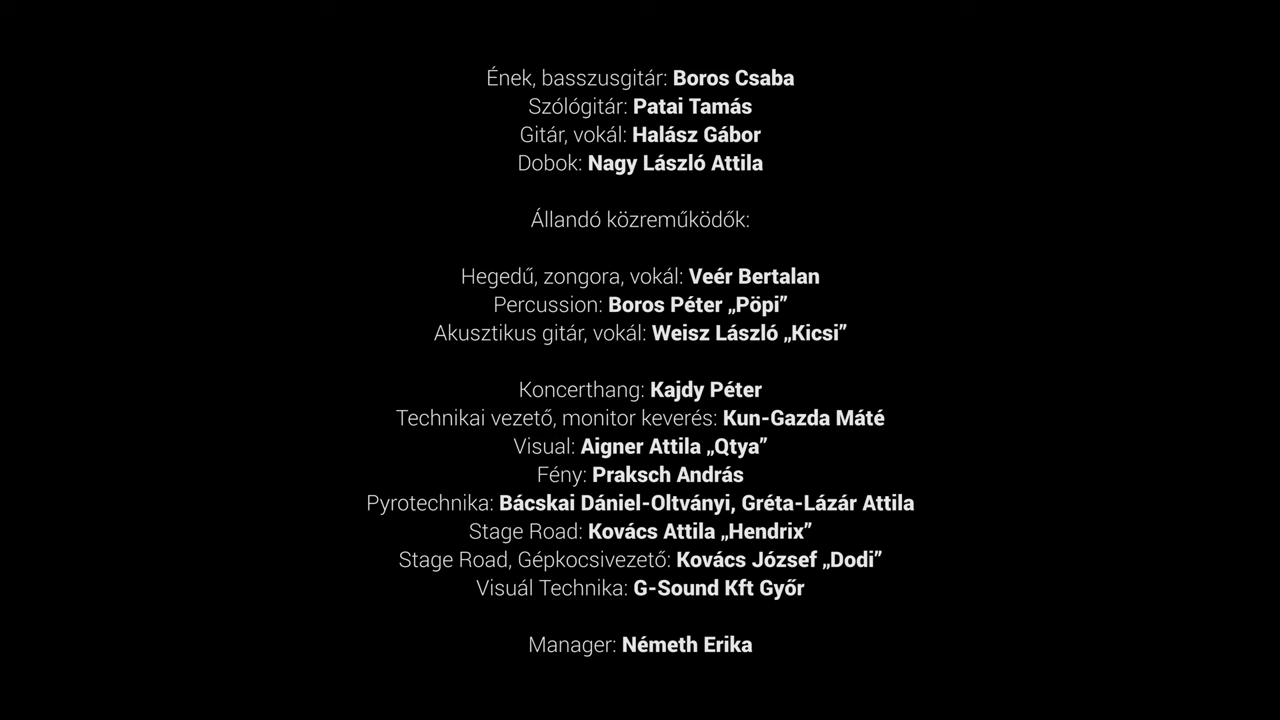 Ének, basszusgitár: Boros Csaba
Szólógitár: Patai Tamás
Gitár, vokál: Halász Gábor
Dobok: Nagy László Attila
Állandó közreműködők:
Hegedű, zongora, vokál: Veér Bertalan
Percussion: Boros Péter „Pöpi”
Akusztikus gitár, vokál: Weisz László „Kicsi”
Koncerthang: Kajdy Péter
Technikai vezető, monitor keverés: Kun-Gazda Máté
Visual: Aigner Attila „Qtya”
Fény: Praksch András
Pyrotechnika: Bácskai Dániel-Oltványi, Gréta-Lázár Attila
Stage Road: Kovács Attila „Hendrix”
Stage Road, Gépkocsivezető: Kovács József „Dodi”
Visuál Technika: G-Sound Kft Győr
Manager: Németh Erika